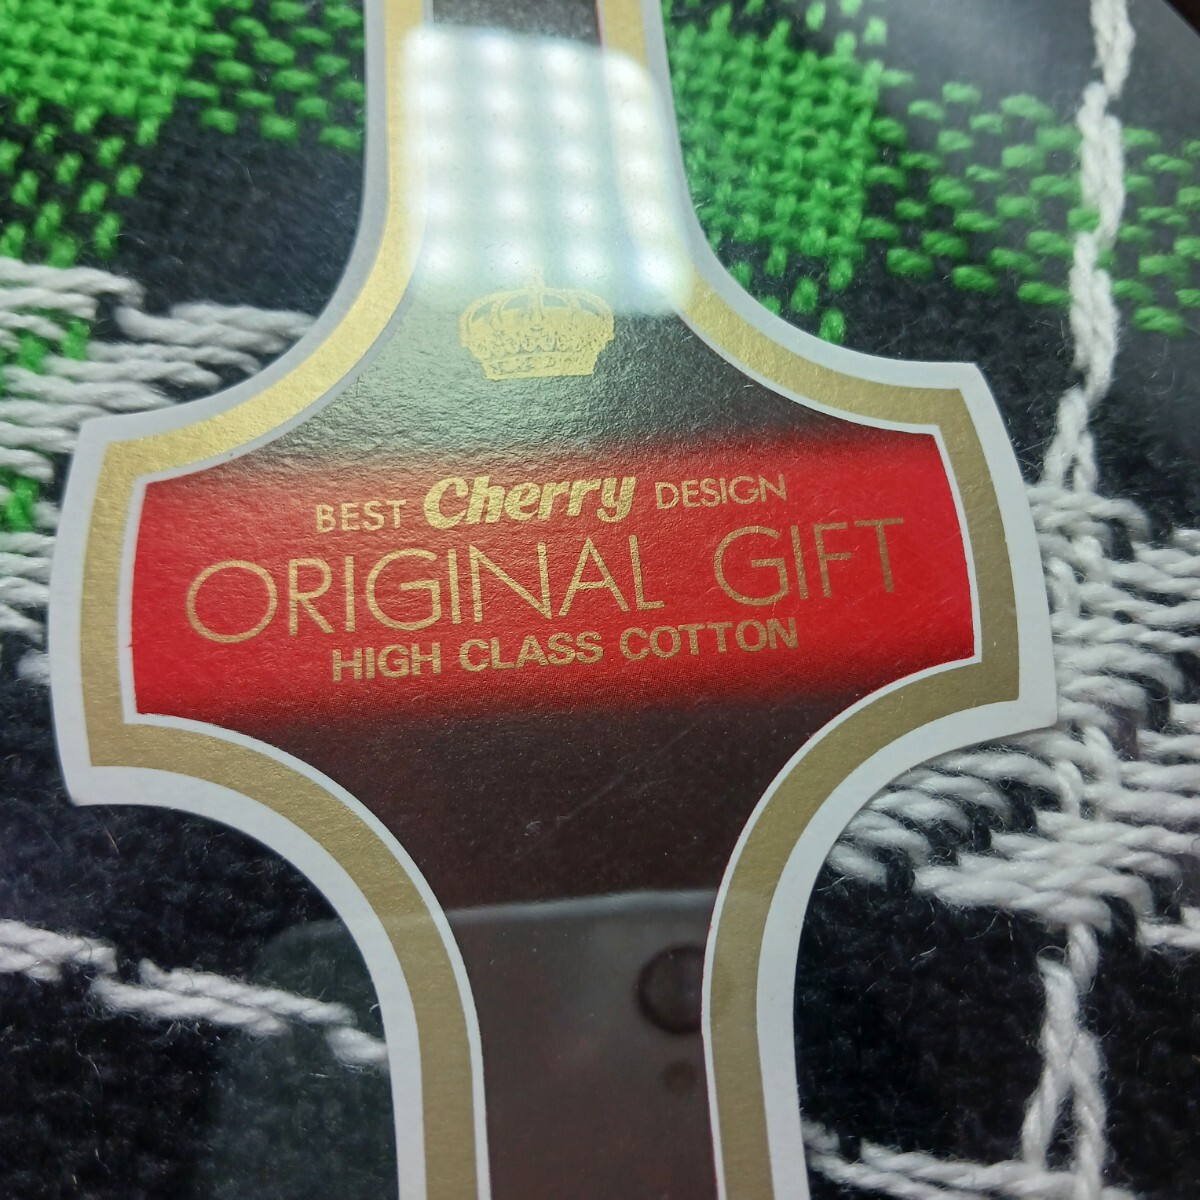 BEST Cherry DESIGN
ORIGINAL GIFT
HIGH CLASS COTTON